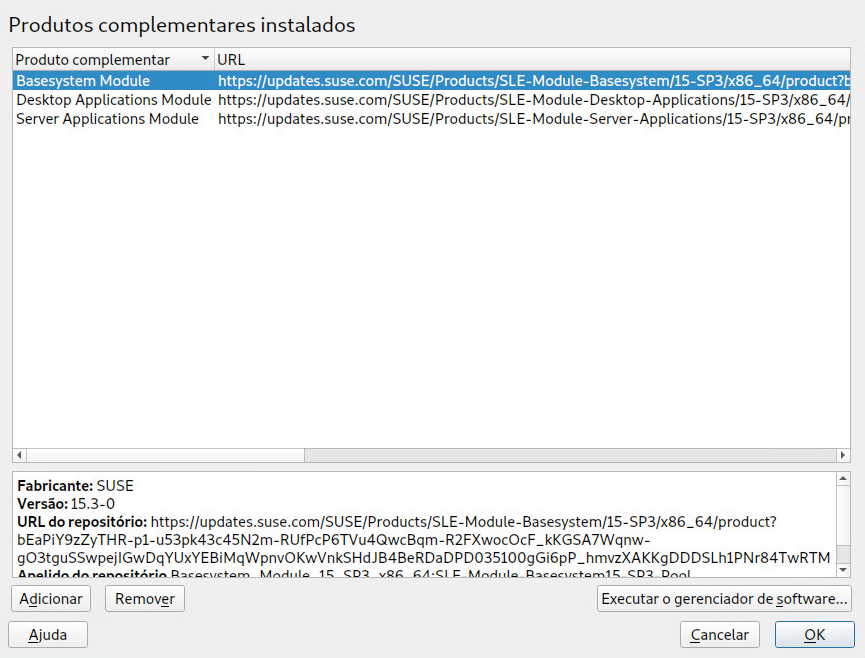 Produtos complementares instalados
Produto complementar URL
Basesystem Module https://updates.suse.com/SUSE/Products/SLE-Module-Basesystem/15-SP3/x86_64/product?b
Desktop Applications Module https://updates.suse.com/SUSE/Products/SLE-Module-Desktop-Applications/15-SP3/x86_64/
Server Applications Module https://updates.suse.com/SUSE/Products/SLE-Module-Server-Applications/15-SP3/x86_64/pr
Fabricante: SUSE
Versão: 15.3-0
URL do repositório: https://updates.suse.com/SUSE/Products/SLE-Module-Basesystem/15-SP3/x86_64/product?
bEaPiY9zZyTHR-p1-u53pk43c45N2m-RUfPcP6TVu4QwcBqm-R2FXwocOcF_kKGSA7Wqnw-
gO3tguSSwpejIGwDqYUxYEBiMqWpnvOKwVnkSHdJB4BeRDaDPD035100gGi6pP_hmvzXAKKgDDDSLh1PNr84TwRTM
Apelido do repositório Basesystem_Module_15_SP3_x86_64:SLE-Module-Basesystem15-SP3-Pool
Adicionar Remover Executar o gerenciador de software...
Ajuda Cancelar OK